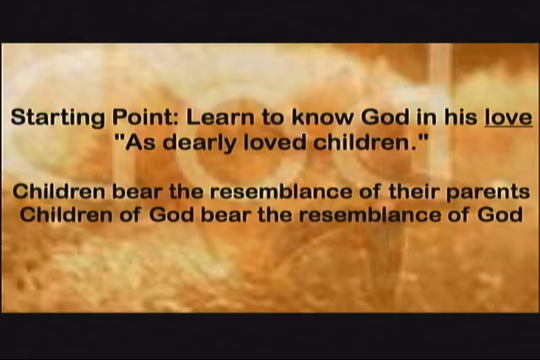 Starting Point: Learn to know God in his love
"As dearly loved children."
Children bear the resemblance of their parents
Children of God bear the resemblance of God